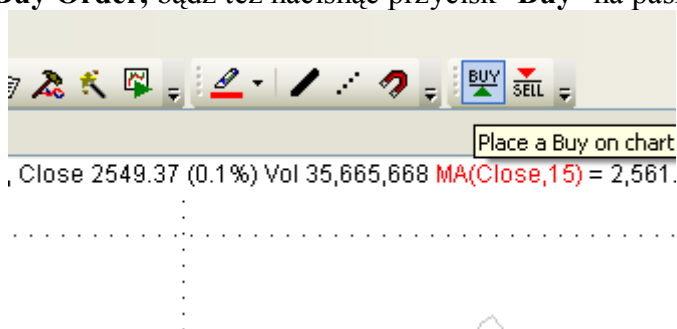 Buy Order, bądź też nacisnąć przycisk "Buy" na pas
BUY
SELL
Place a Buy on chart
, Close 2549.37 (0.1%) Vol 35,665,668 MA(Close,15) = 2,561.